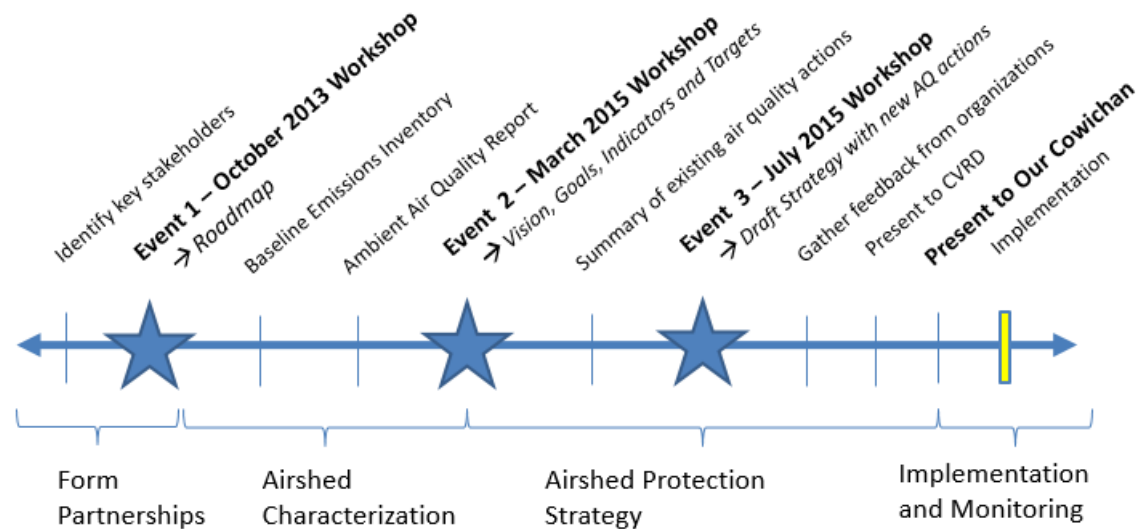 Identify key stakeholders
Event 1 – October 2013 Workshop
→ Roadmap
Baseline Emissions Inventory
Ambient Air Quality Report
Event 2 – March 2015 Workshop
→ Vision, Goals, Indicators and Targets
Summary of existing air quality actions
Event 3 – July 2015 Workshop
→ Draft Strategy with new AQ actions
Gather feedback from organizations
Present to CVRD
Present to Our Cowichan
Implementation
Form
Partnerships
Airshed
Characterization
Airshed Protection
Strategy
Implementation
and Monitoring